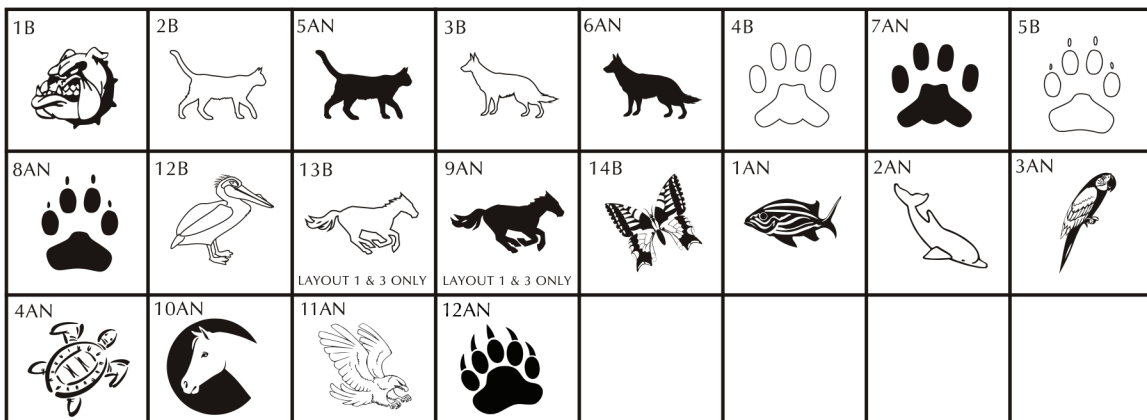 1B
2B
5AN
3B
6AN
4B
7AN
5B
8AN
12B
13B
LAYOUT 1 & 3 ONLY
9AN
LAYOUT 1 & 3 ONLY
14B
1AN
2AN
3AN
4AN
10AN
11AN
12AN